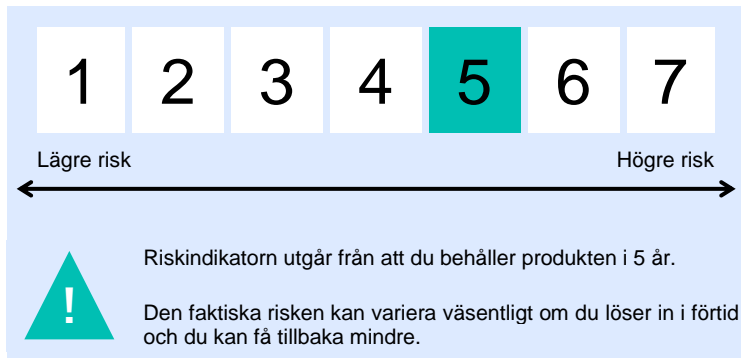 1 2 3 4 5 6 7
Lägre risk Högre risk
! Riskindikatorn utgår från att du behåller produkten i 5 år.
Den faktiska risken kan variera väsentligt om du löser in i förtid
och du kan få tillbaka mindre.